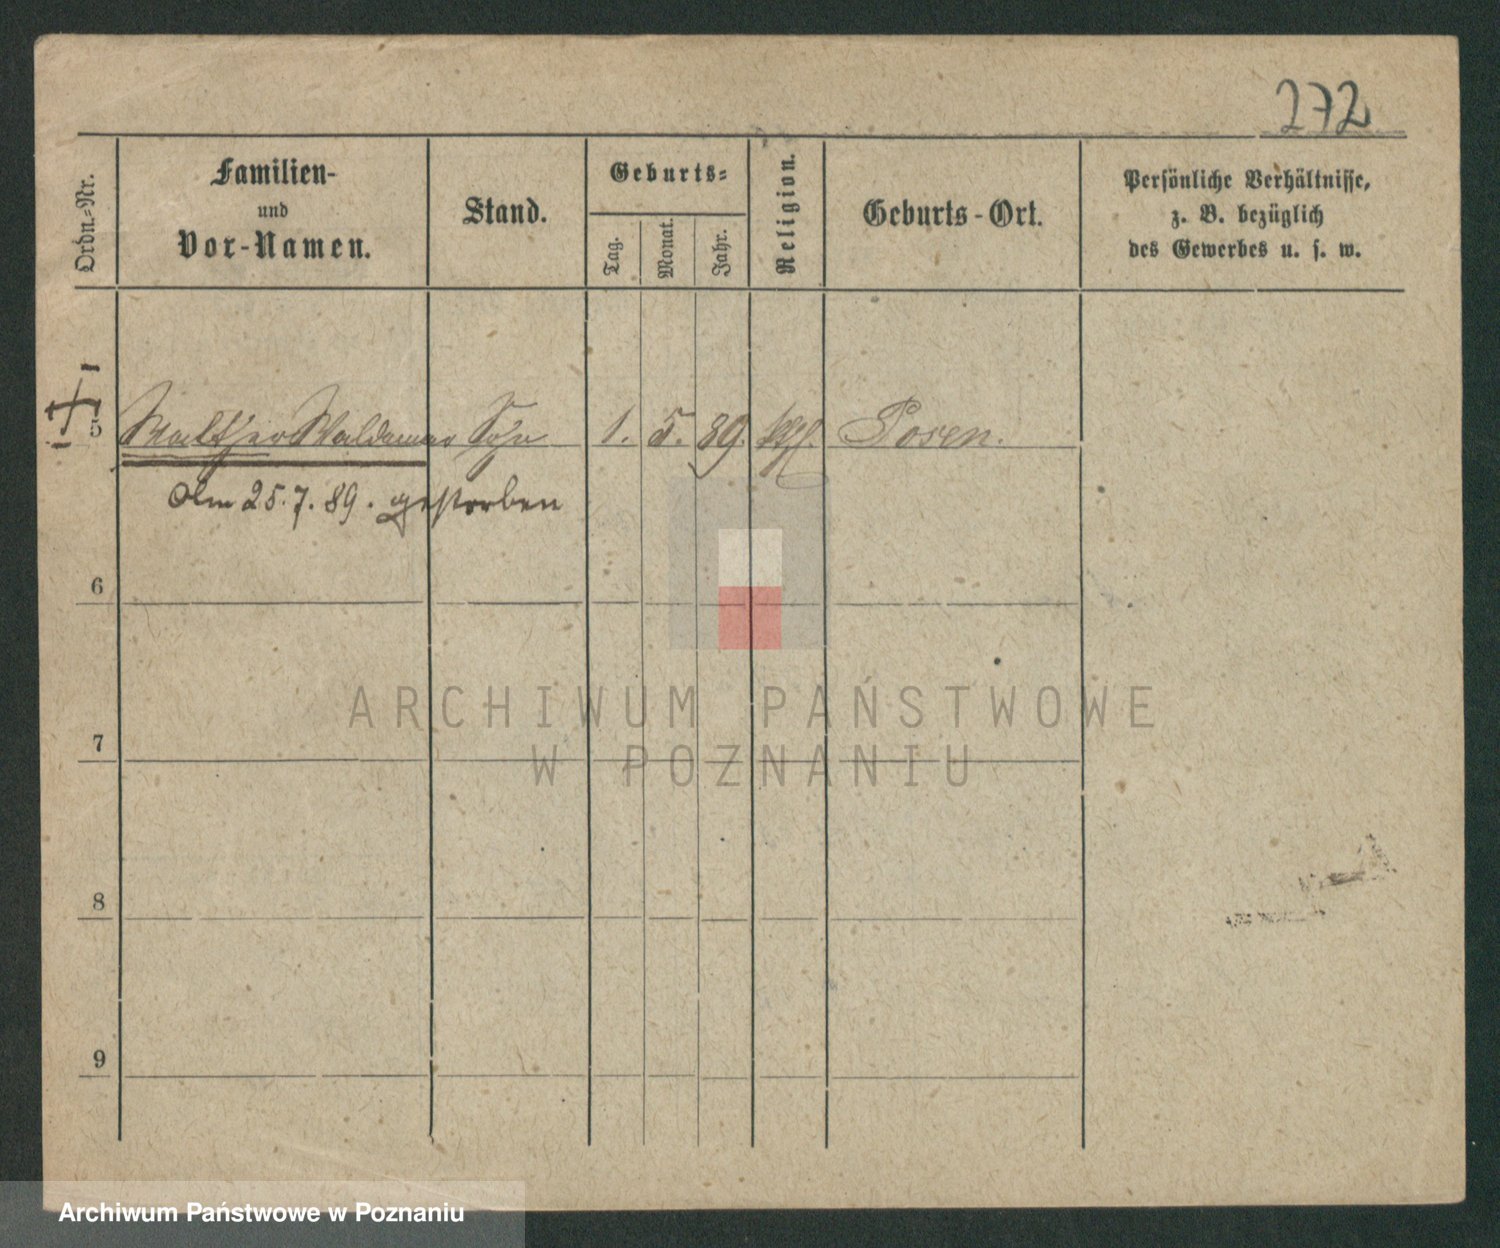 272
Ordn.-Nr.
Familien-
und
Vor-Namen.
Stand.
Geburts-
Tag.
Monat.
Jahr.
Religion.
Geburts-Ort.
Persönliche Verhältnisse,
z. B. bezüglich
des Gewerbes u. s. w.
5 Walther Waldemar Sohn 1. 5. 89. Posen.
Am 25.7.89. gestorben
6
7
8
9
ARCHIWUM PAŃSTWOWE
W POZNANIU
Archiwum Państwowe w Poznaniu